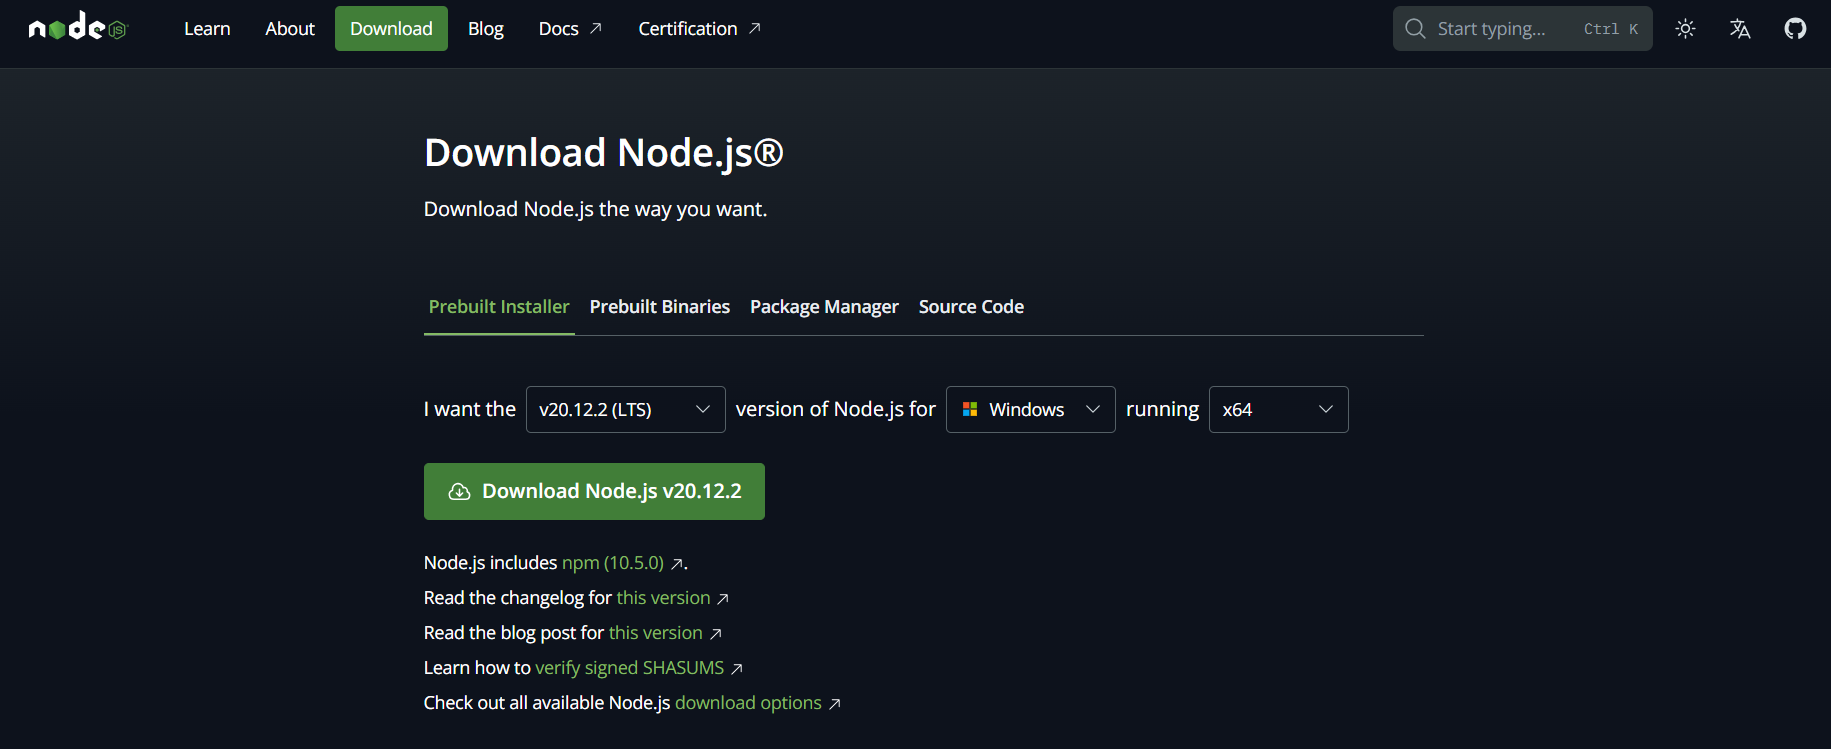 node js Learn About Download Blog Docs ↗ Certification ↗ Start typing... Ctrl K
Download Node.js®
Download Node.js the way you want.
Prebuilt Installer Prebuilt Binaries Package Manager Source Code
I want the v20.12.2 (LTS) version of Node.js for Windows running x64
Download Node.js v20.12.2
Node.js includes npm (10.5.0) ↗.
Read the changelog for this version ↗
Read the blog post for this version ↗
Learn how to verify signed SHASUMS ↗
Check out all available Node.js download options ↗